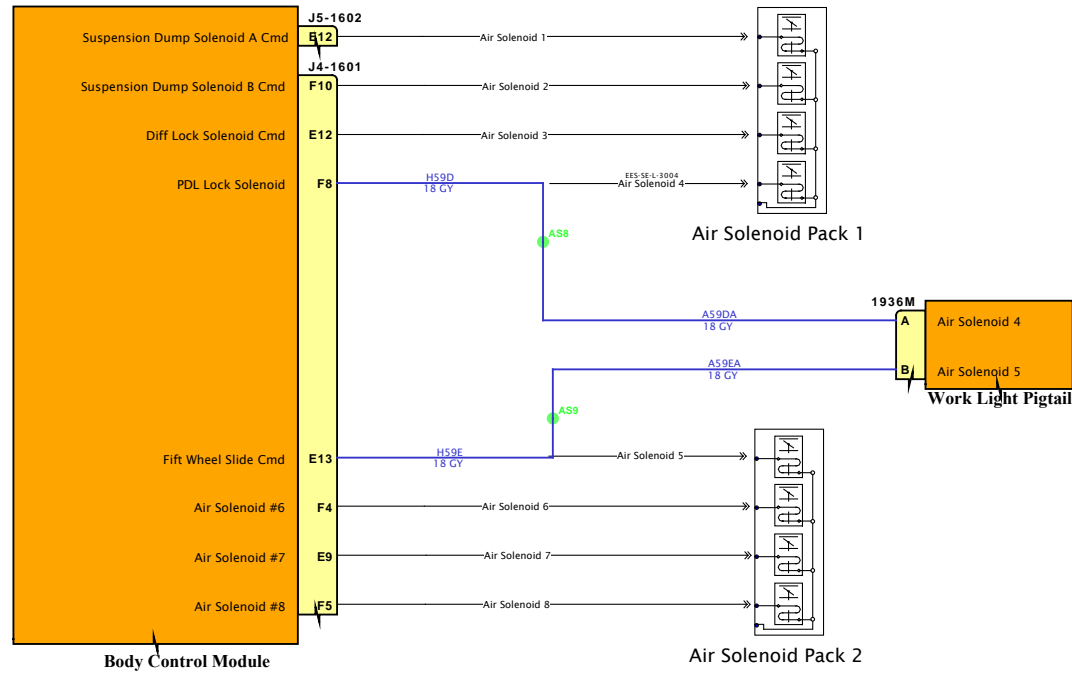 J5-1602
Suspension Dump Solenoid A Cmd E12 Air Solenoid 1
J4-1601
Suspension Dump Solenoid B Cmd F10 Air Solenoid 2
Diff Lock Solenoid Cmd E12 Air Solenoid 3
PDL Lock Solenoid F8 H59D
18 GY
EES-SE-L-3004
Air Solenoid 4
Air Solenoid Pack 1
AS8
1936M
A59DA
18 GY
A Air Solenoid 4
A59EA
18 GY
B Air Solenoid 5
Work Light Pigtail
AS9
Fift Wheel Slide Cmd E13 H59E
18 GY
Air Solenoid 5
Air Solenoid #6 F4 Air Solenoid 6
Air Solenoid #7 E9 Air Solenoid 7
Air Solenoid #8 F5 Air Solenoid 8
Body Control Module
Air Solenoid Pack 2